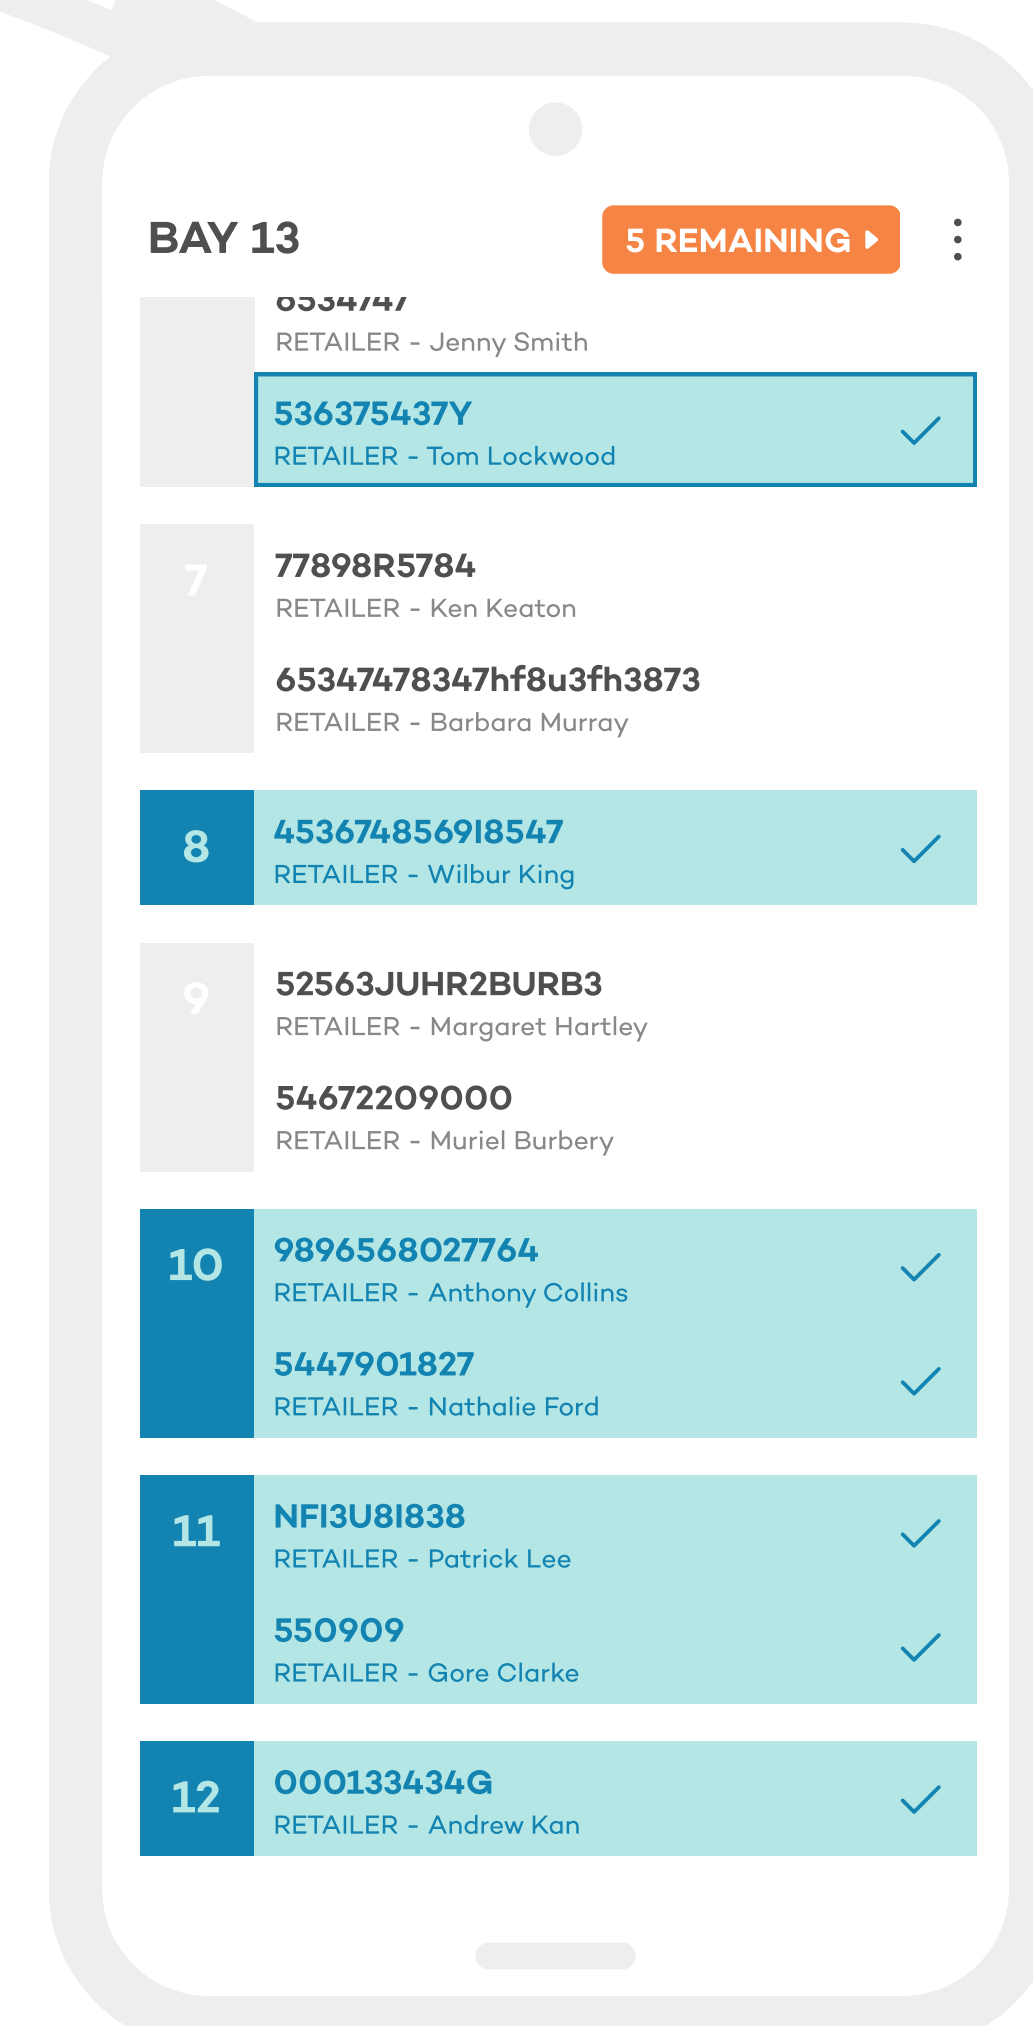 BAY 13
5 REMAINING
6534747
RETAILER - Jenny Smith
536375437Y
RETAILER - Tom Lockwood
7
77898R5784
RETAILER - Ken Keaton
65347478347hf8u3fh3873
RETAILER - Barbara Murray
8
4536748569I8547
RETAILER - Wilbur King
9
52563JUHR2BURB3
RETAILER - Margaret Hartley
54672209000
RETAILER - Muriel Burbery
10
9896568027764
RETAILER - Anthony Collins
5447901827
RETAILER - Nathalie Ford
11
NFI3U8I838
RETAILER - Patrick Lee
550909
RETAILER - Gore Clarke
12
000133434G
RETAILER - Andrew Kan